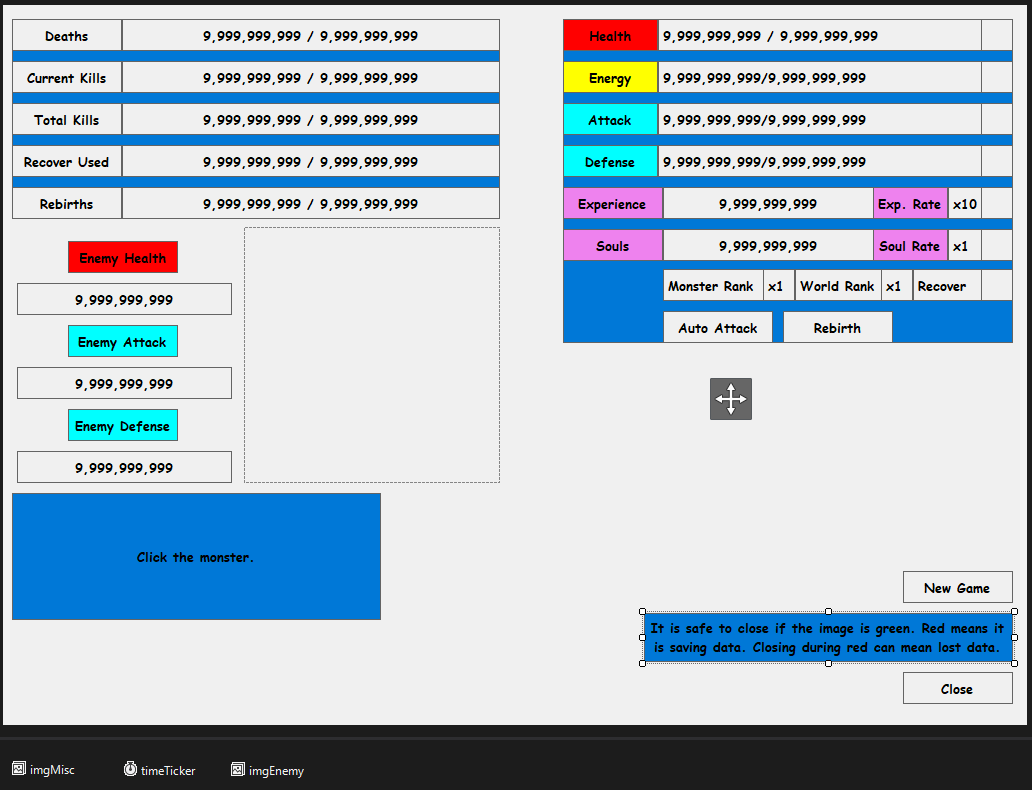 Deaths 9,999,999,999 / 9,999,999,999
Current Kills 9,999,999,999 / 9,999,999,999
Total Kills 9,999,999,999 / 9,999,999,999
Recover Used 9,999,999,999 / 9,999,999,999
Rebirths 9,999,999,999 / 9,999,999,999
Enemy Health
9,999,999,999
Enemy Attack
9,999,999,999
Enemy Defense
9,999,999,999
Click the monster.
Health 9,999,999,999 / 9,999,999,999
Energy 9,999,999,999/9,999,999,999
Attack 9,999,999,999/9,999,999,999
Defense 9,999,999,999/9,999,999,999
Experience 9,999,999,999 Exp. Rate x10
Souls 9,999,999,999 Soul Rate x1
Monster Rank x1 World Rank x1 Recover
Auto Attack Rebirth
New Game
It is safe to close if the image is green. Red means it
is saving data. Closing during red can mean lost data.
Close
imgMisc timeTicker imgEnemy